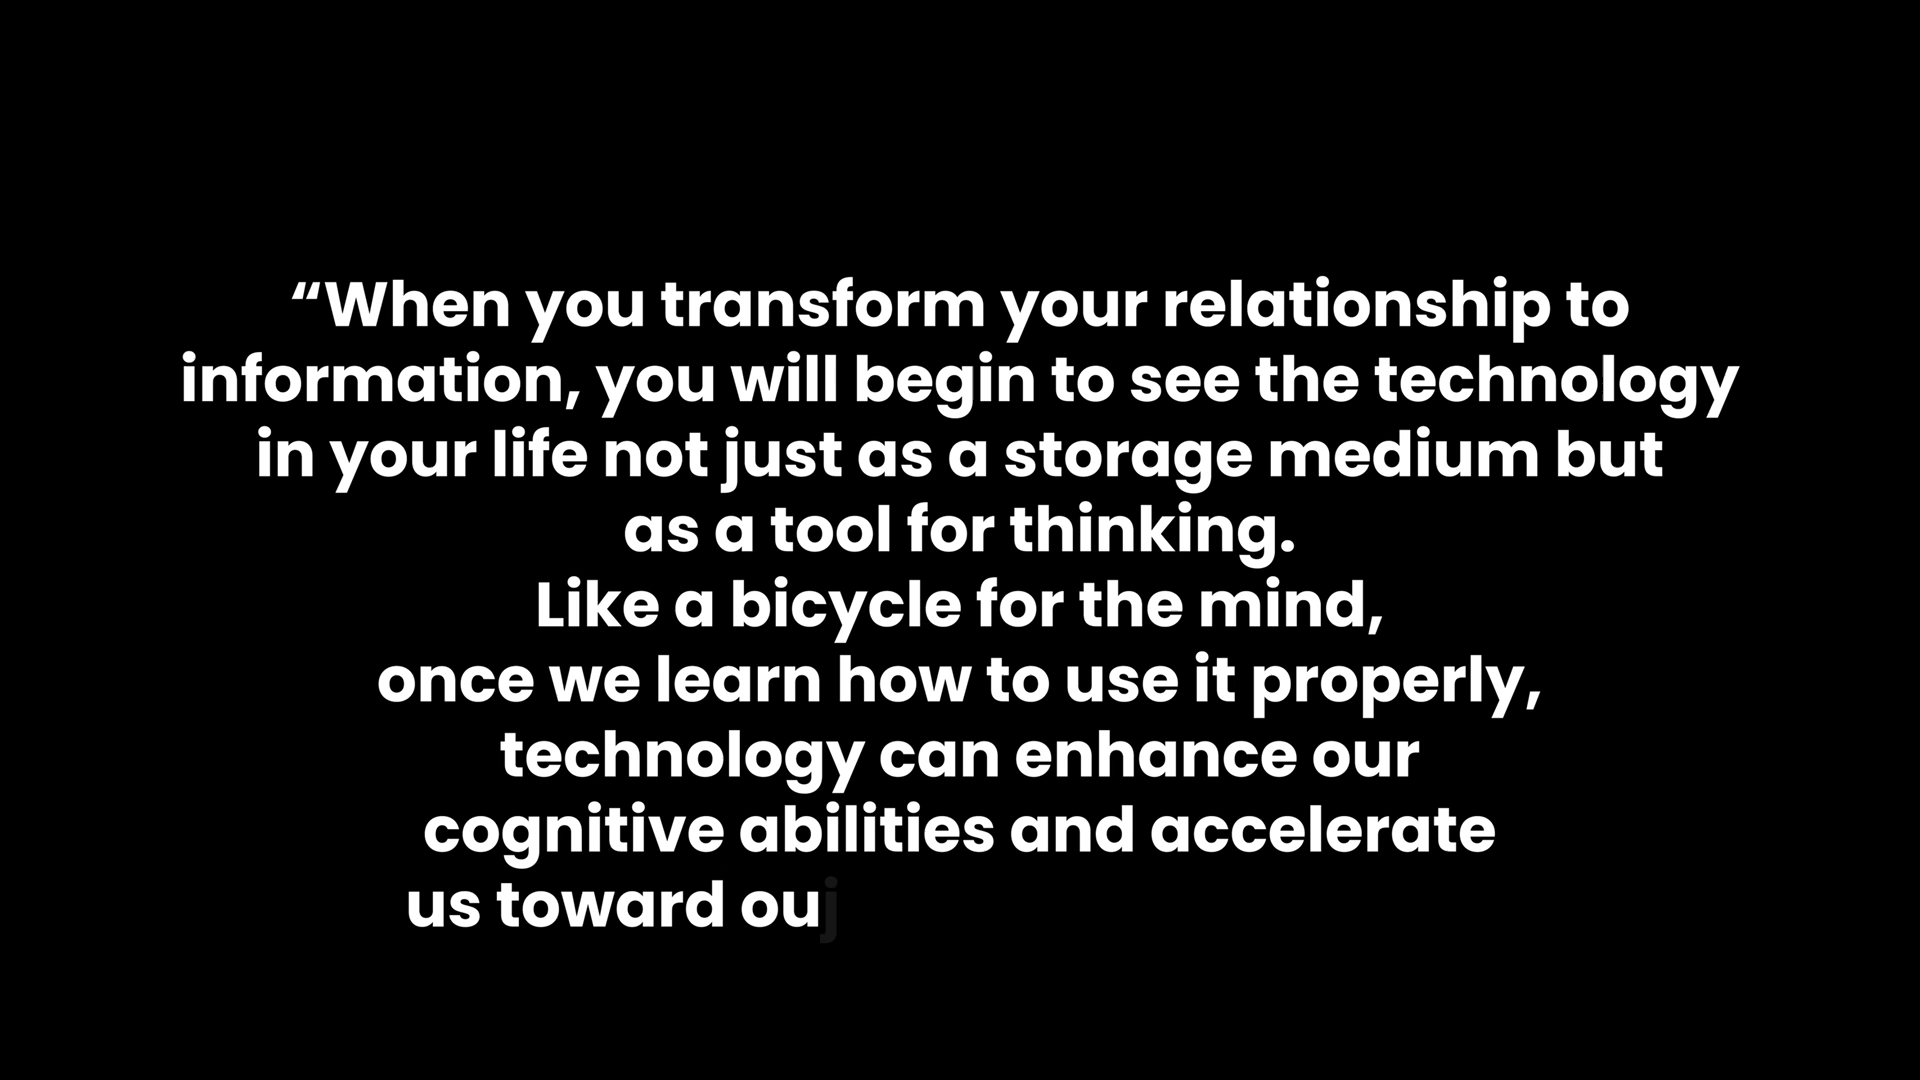 “When you transform your relationship to
information, you will begin to see the technology
in your life not just as a storage medium but
as a tool for thinking.
Like a bicycle for the mind,
once we learn how to use it properly,
technology can enhance our
cognitive abilities and accelerate
us toward ouj